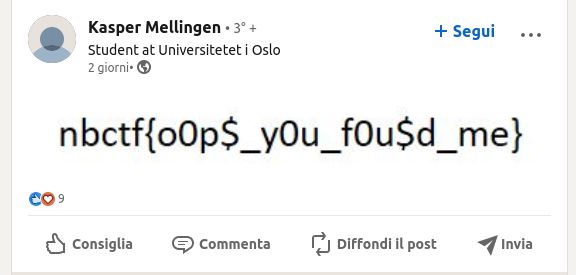 Kasper Mellingen • 3° +
+ Segui
Student at Universitetet i Oslo
2 giorni•
nbctf{o0p$_y0u_f0u$d_me}
9
Consiglia
Commenta
Diffondi il post
Invia